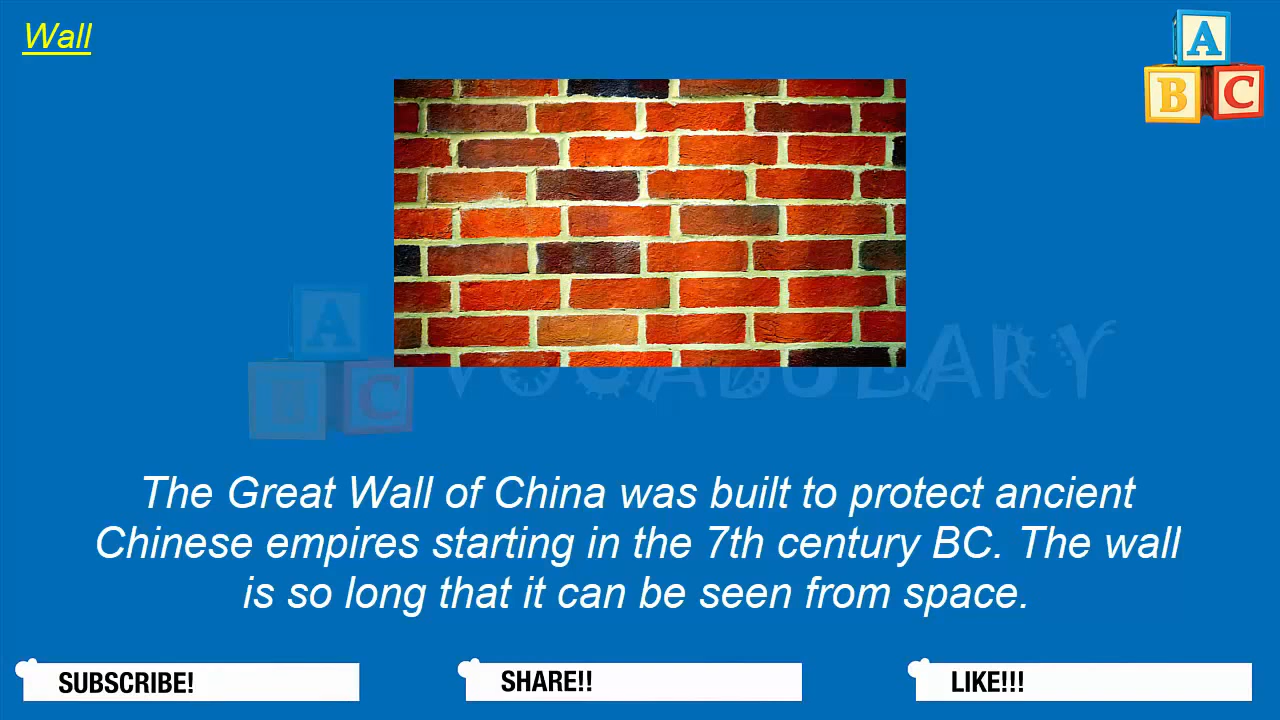 Wall
A
B C
A
B C
VOCABULARY
The Great Wall of China was built to protect ancient
Chinese empires starting in the 7th century BC. The wall
is so long that it can be seen from space.
SUBSCRIBE!
SHARE!!
LIKE!!!